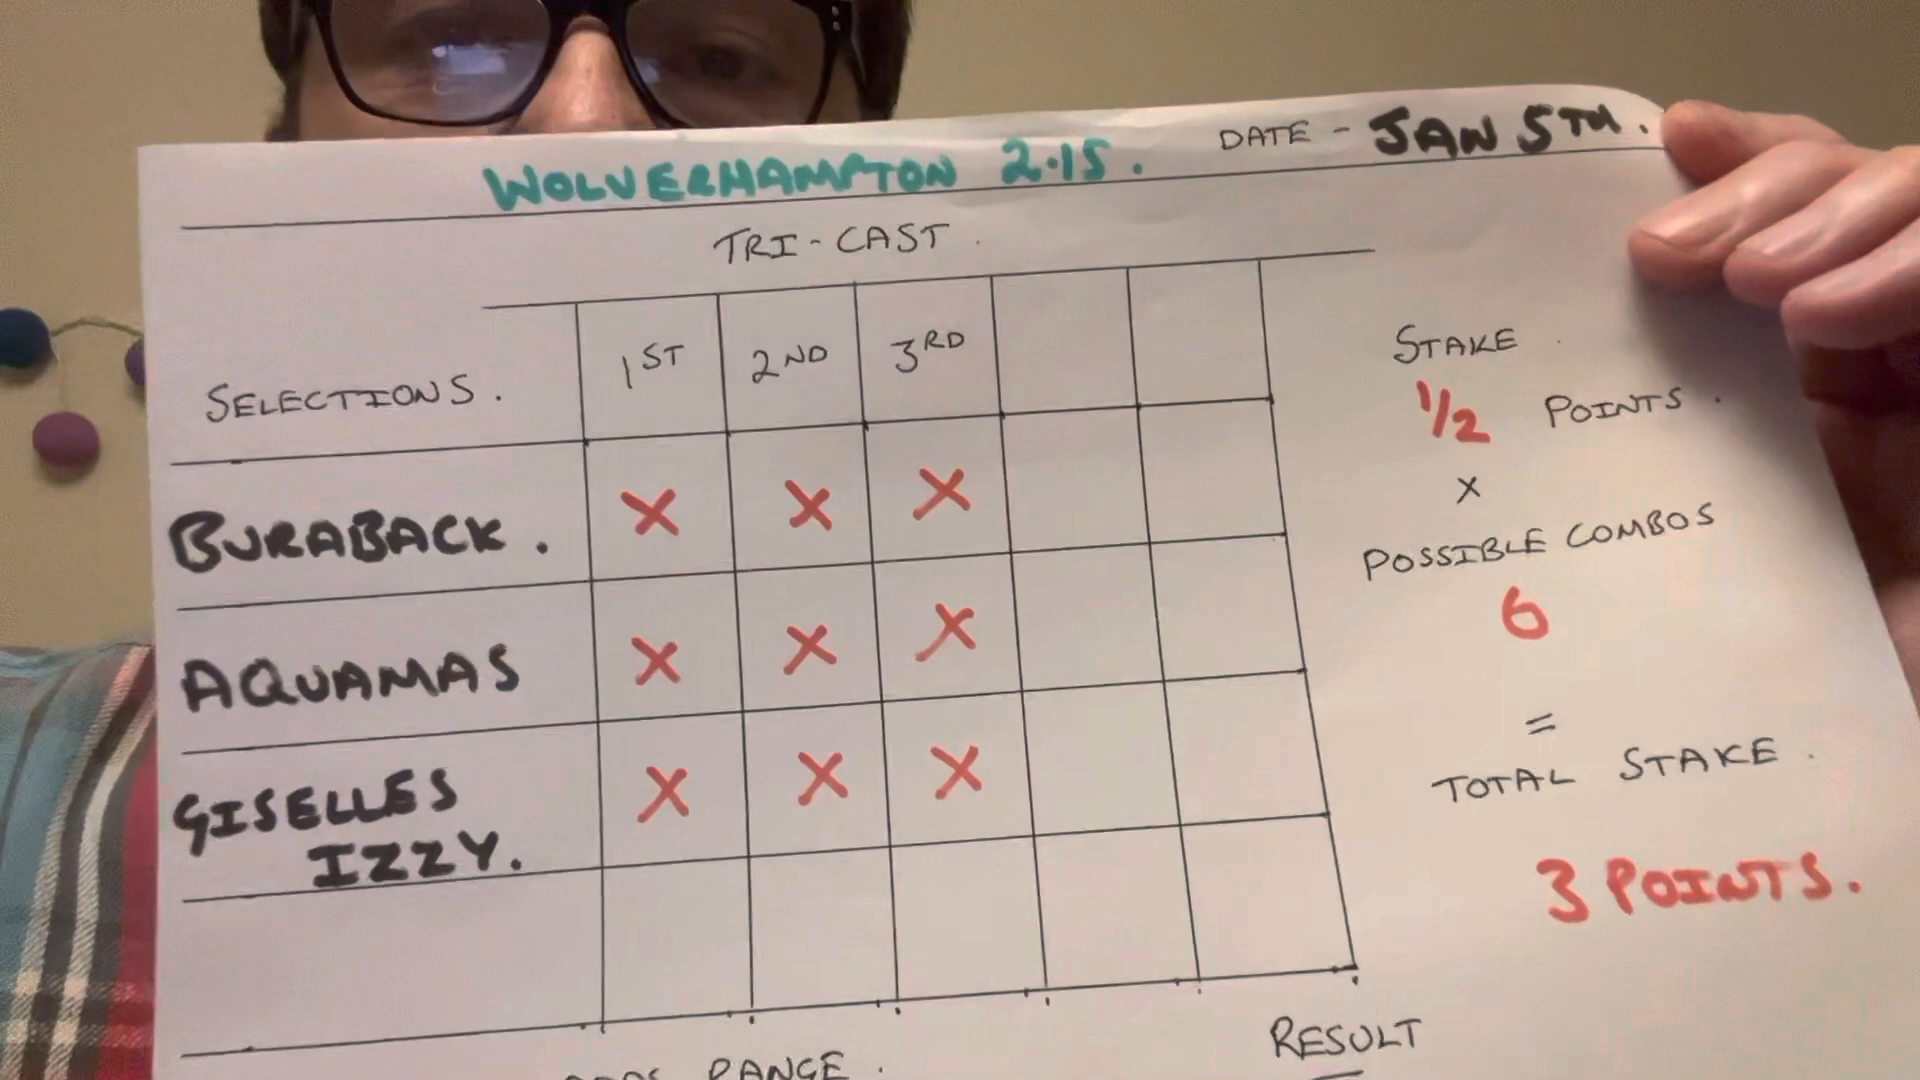 WOLVERHAMPTON 2.15.
DATE - JAN 5TH.
TRI-CAST.
SELECTIONS.
1ST
2ND
3RD
BURABACK.
X X X
AQUAMAS
X X X
GISELLES
IZZY.
X X X
STAKE.
1/2 POINTS.
X
POSSIBLE COMBOS
6
=
TOTAL STAKE.
3 POINTS.
RANGE.
RESULT